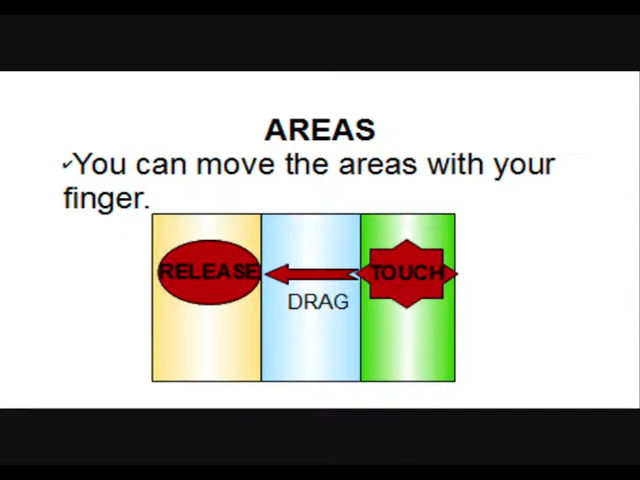 AREAS
✓You can move the areas with your
finger.
RELEASE
TOUCH
DRAG